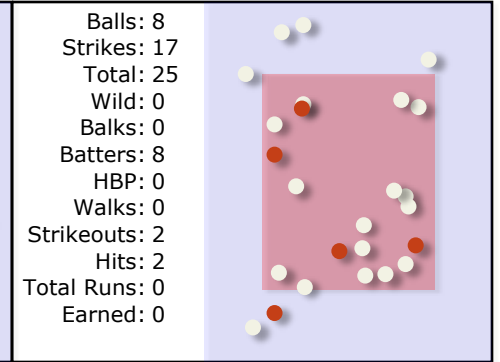 Balls: 8
Strikes: 17
Total: 25
Wild: 0
Balks: 0
Batters: 8
HBP: 0
Walks: 0
Strikeouts: 2
Hits: 2
Total Runs: 0
Earned: 0